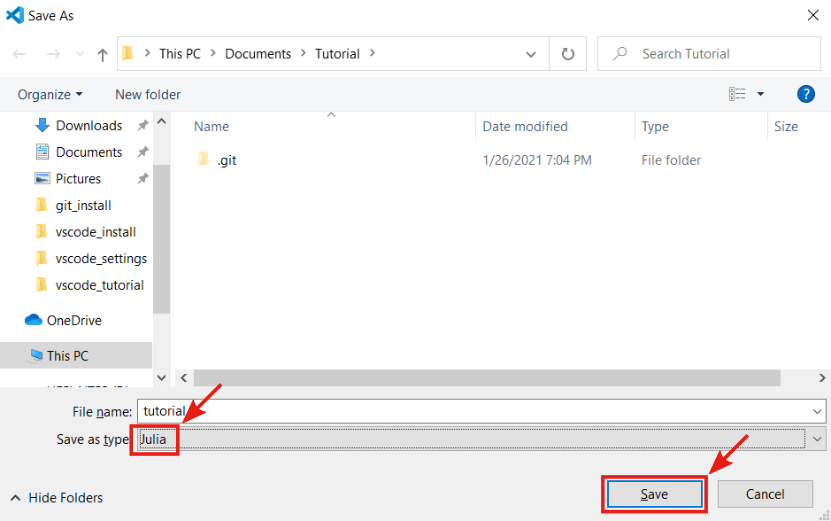 Save As
This PC > Documents > Tutorial >
Search Tutorial
Organize
New folder
?
Downloads
Documents
Pictures
git_install
vscode_install
vscode_settings
vscode_tutorial
OneDrive
This PC
Name Date modified Type Size
.git 1/26/2021 7:04 PM File folder
File name: tutorial
Save as type: Julia
Hide Folders
Save
Cancel